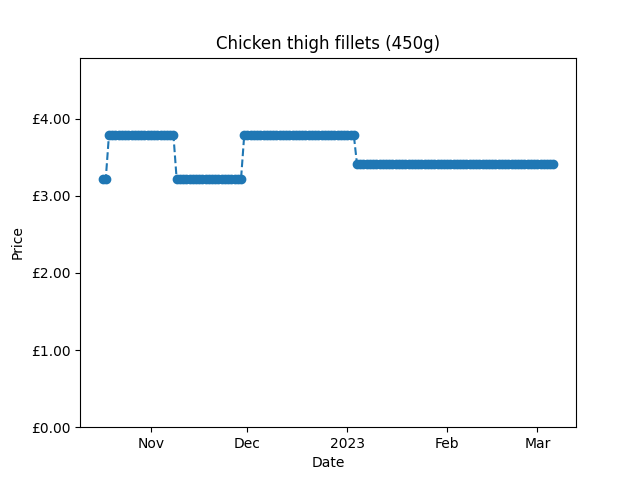 Chicken thigh fillets (450g)
£4.00
£3.00
£2.00
£1.00
£0.00
Price
Nov Dec 2023 Feb Mar
Date